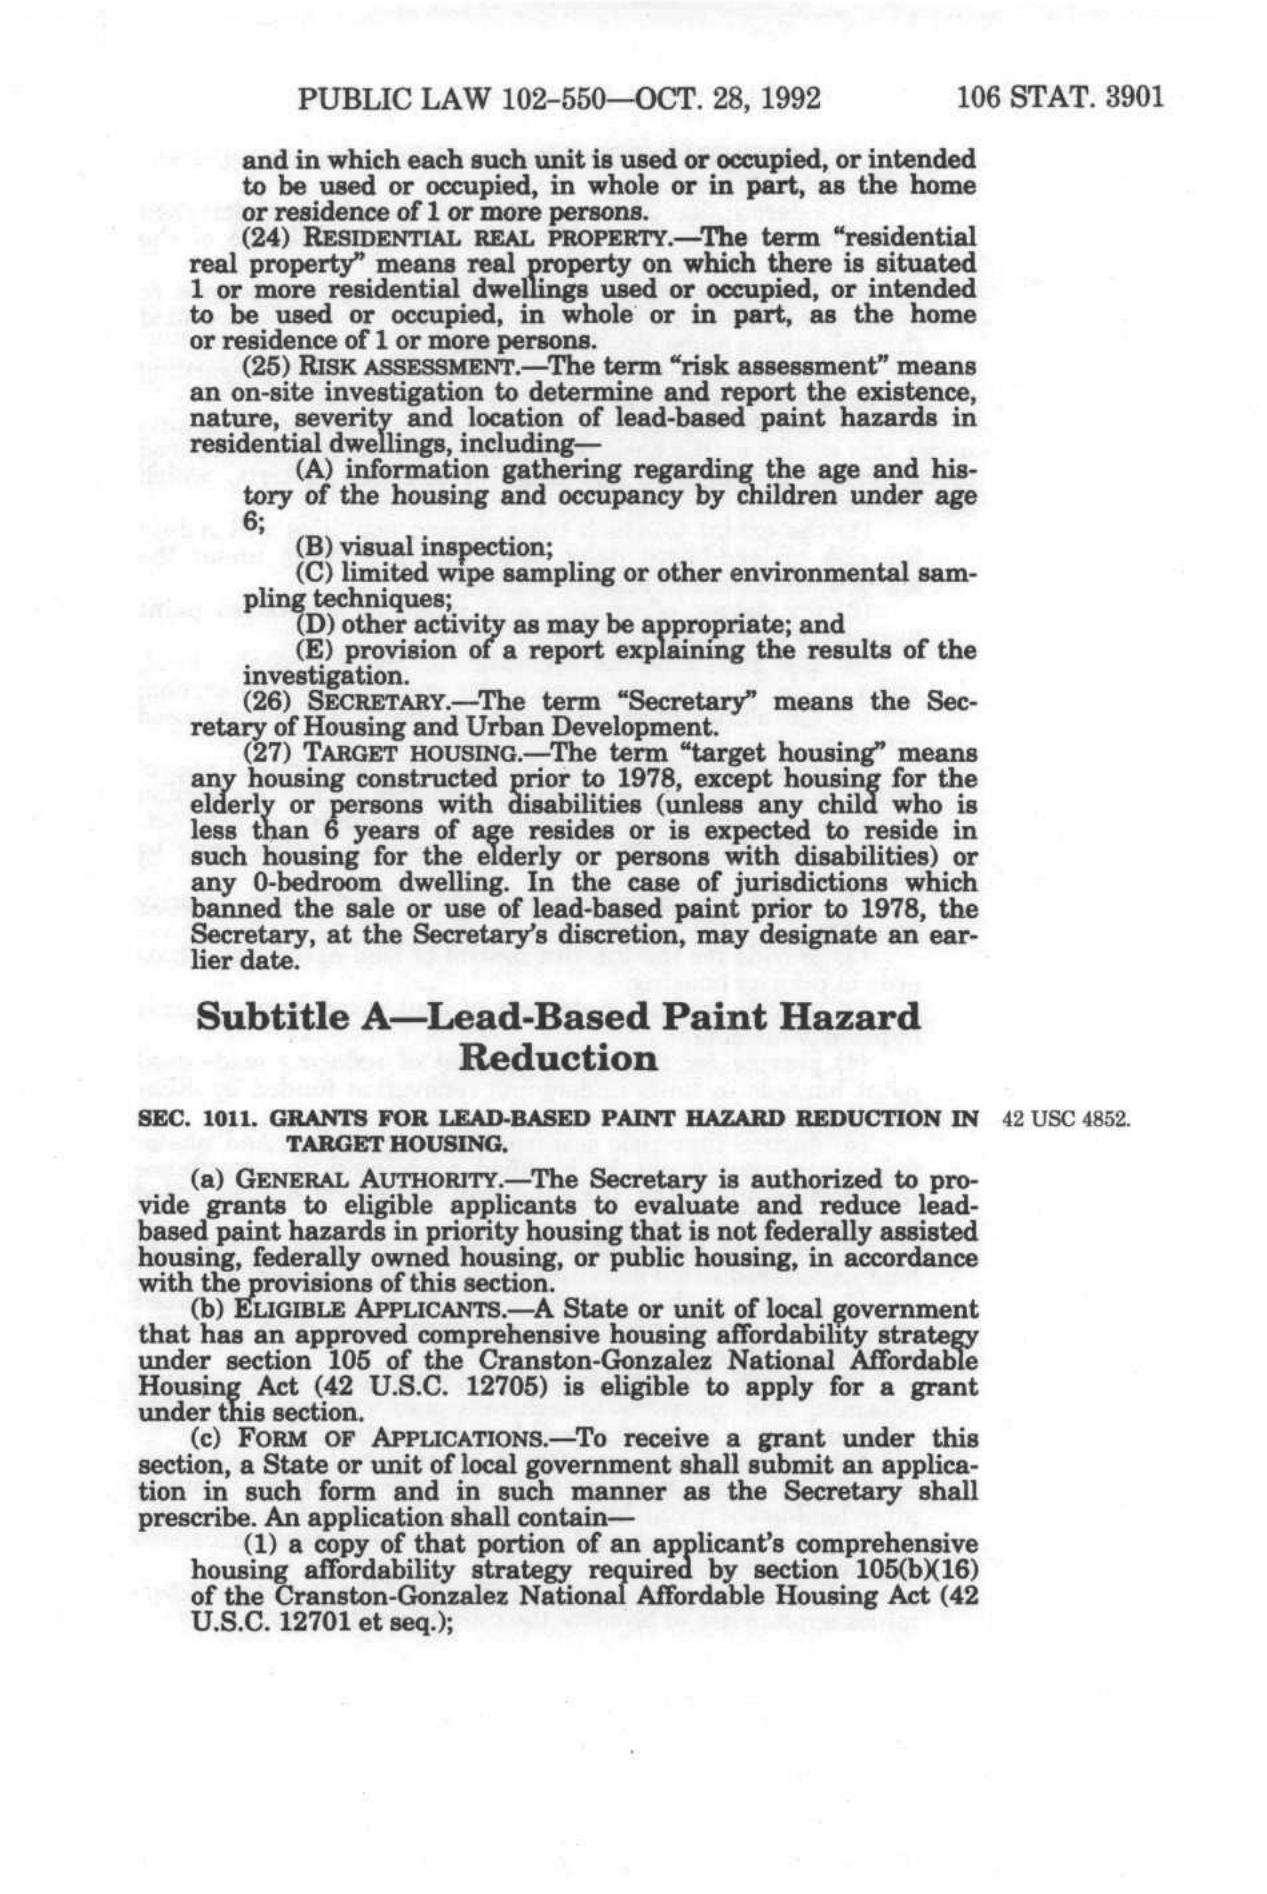 PUBLIC LAW 102-550—OCT. 28, 1992 106 STAT. 3901
and in which each such unit is used or occupied, or intended
to be used or occupied, in whole or in part, as the home
or residence of 1 or more persons.
(24) RESIDENTIAL REAL PROPERTY.—The term “residential
real property” means real property on which there is situated
1 or more residential dwellings used or occupied, or intended
to be used or occupied, in whole or in part, as the home
or residence of 1 or more persons.
(25) RISK ASSESSMENT.—The term “risk assessment” means
an on-site investigation to determine and report the existence,
nature, severity and location of lead-based paint hazards in
residential dwellings, including—
(A) information gathering regarding the age and his-
tory of the housing and occupancy by children under age
6;
(B) visual inspection;
(C) limited wipe sampling or other environmental sam-
pling techniques;
(D) other activity as may be appropriate; and
(E) provision of a report explaining the results of the
investigation.
(26) SECRETARY.—The term “Secretary” means the Sec-
retary of Housing and Urban Development.
(27) TARGET HOUSING.—The term “target housing” means
any housing constructed prior to 1978, except housing for the
elderly or persons with disabilities (unless any child who is
less than 6 years of age resides or is expected to reside in
such housing for the elderly or persons with disabilities) or
any 0-bedroom dwelling. In the case of jurisdictions which
banned the sale or use of lead-based paint prior to 1978, the
Secretary, at the Secretary’s discretion, may designate an ear-
lier date.
Subtitle A—Lead-Based Paint Hazard
Reduction
SEC. 1011. GRANTS FOR LEAD-BASED PAINT HAZARD REDUCTION IN 42 USC 4852.
TARGET HOUSING.
(a) GENERAL AUTHORITY.—The Secretary is authorized to pro-
vide grants to eligible applicants to evaluate and reduce lead-
based paint hazards in priority housing that is not federally assisted
housing, federally owned housing, or public housing, in accordance
with the provisions of this section.
(b) ELIGIBLE APPLICANTS.—A State or unit of local government
that has an approved comprehensive housing affordability strategy
under section 105 of the Cranston-Gonzalez National Affordable
Housing Act (42 U.S.C. 12705) is eligible to apply for a grant
under this section.
(c) FORM OF APPLICATIONS.—To receive a grant under this
section, a State or unit of local government shall submit an applica-
tion in such form and in such manner as the Secretary shall
prescribe. An application shall contain—
(1) a copy of that portion of an applicant’s comprehensive
housing affordability strategy required by section 105(b)(16)
of the Cranston-Gonzalez National Affordable Housing Act (42
U.S.C. 12701 et seq.);